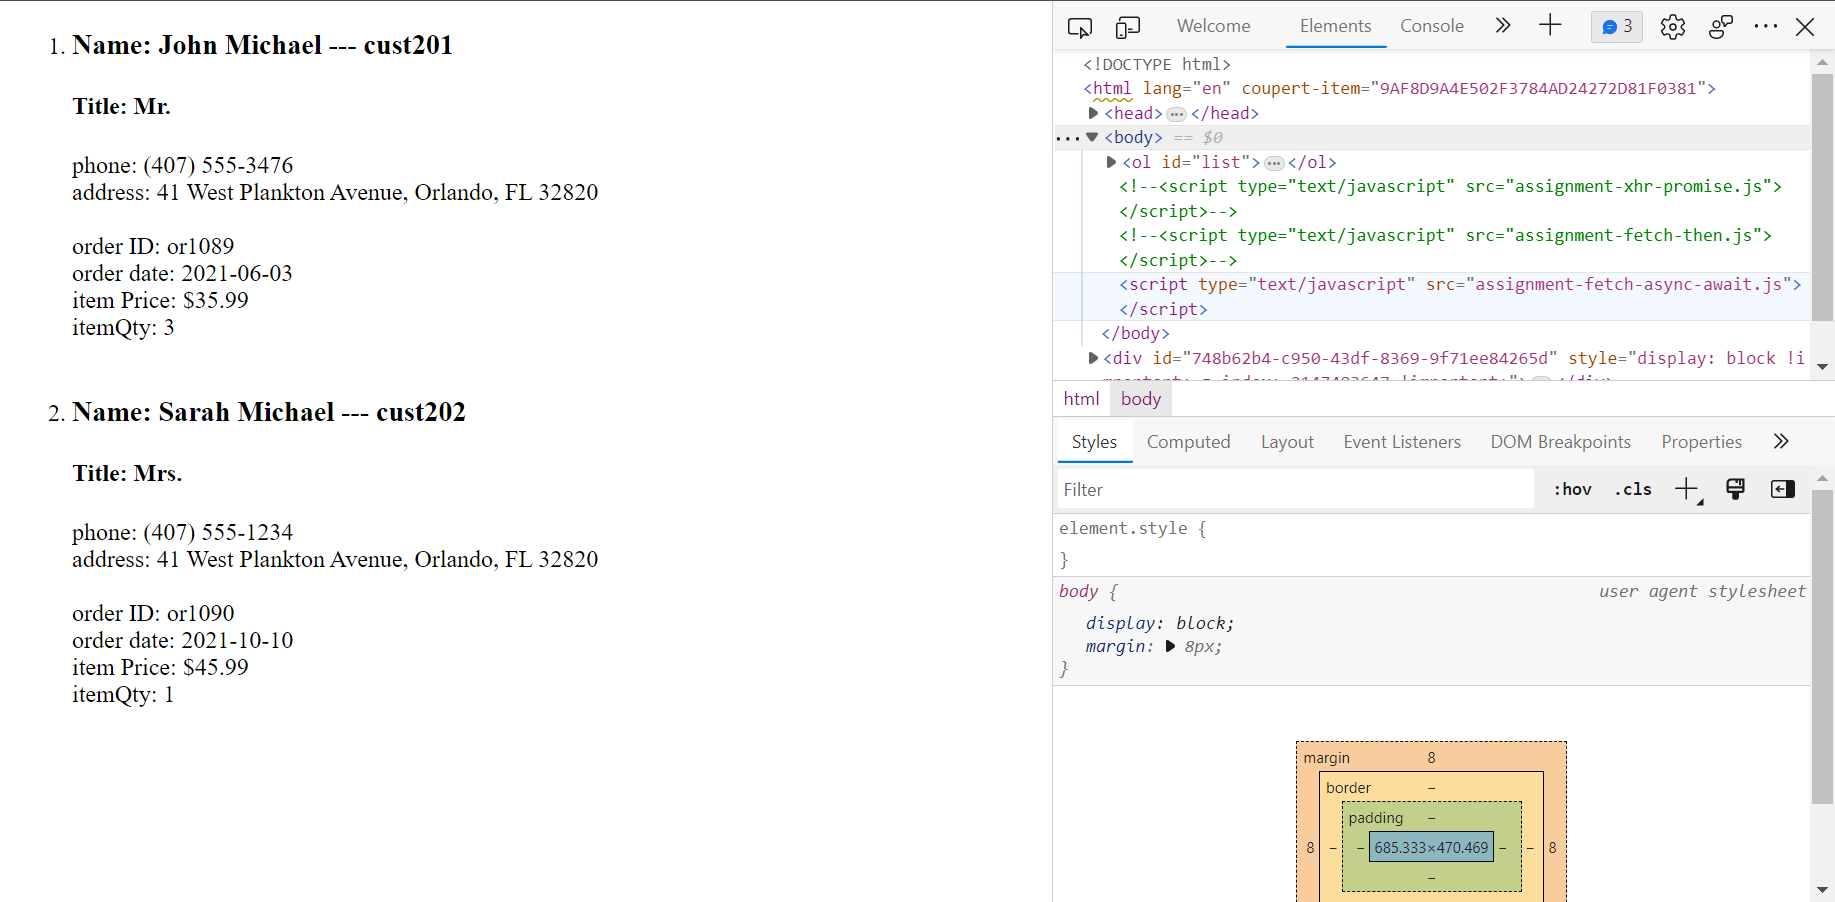 1. Name: John Michael --- cust201
Title: Mr.
phone: (407) 555-3476
address: 41 West Plankton Avenue, Orlando, FL 32820
order ID: or1089
order date: 2021-06-03
item Price: $35.99
itemQty: 3
2. Name: Sarah Michael --- cust202
Title: Mrs.
phone: (407) 555-1234
address: 41 West Plankton Avenue, Orlando, FL 32820
order ID: or1090
order date: 2021-10-10
item Price: $45.99
itemQty: 1
Welcome Elements Console 3
<!DOCTYPE html>
<html lang="en" coupert-item="9AF8D9A4E502F3784AD24272D81F0381">
<head>…</head>
… <body> == $0
<ol id="list">…</ol>
<!--<script type="text/javascript" src="assignment-xhr-promise.js">
</script>-->
<!--<script type="text/javascript" src="assignment-fetch-then.js">
</script>-->
<script type="text/javascript" src="assignment-fetch-async-await.js">
</script>
</body>
<div id="748b62b4-c950-43df-8369-9f71ee84265d" style="display: block !i
mportant; z-index: 2147483647 !important;">…</div>
html body
Styles Computed Layout Event Listeners DOM Breakpoints Properties
Filter :hov .cls
element.style {
}
body { user agent stylesheet
display: block;
margin: 8px;
}
margin 8
border –
padding –
8 – – 685.333×470.469 – – 8
–